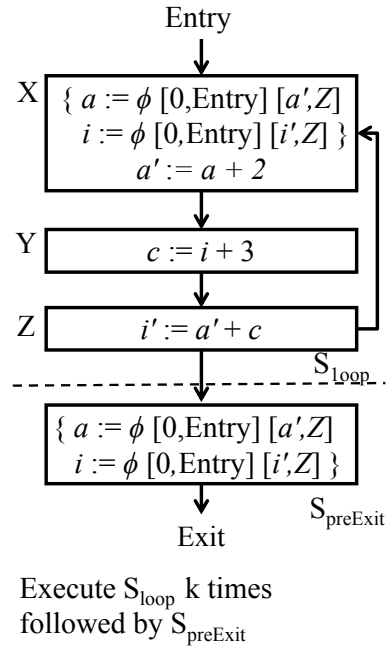 Entry
X
{ a := ϕ [0,Entry] [a',Z]
i := ϕ [0,Entry] [i',Z] }
a' := a + 2
Y
c := i + 3
Z
i' := a' + c
S_loop
{ a := ϕ [0,Entry] [a',Z]
i := ϕ [0,Entry] [i',Z] }
S_preExit
Exit
Execute S_loop k times
followed by S_preExit